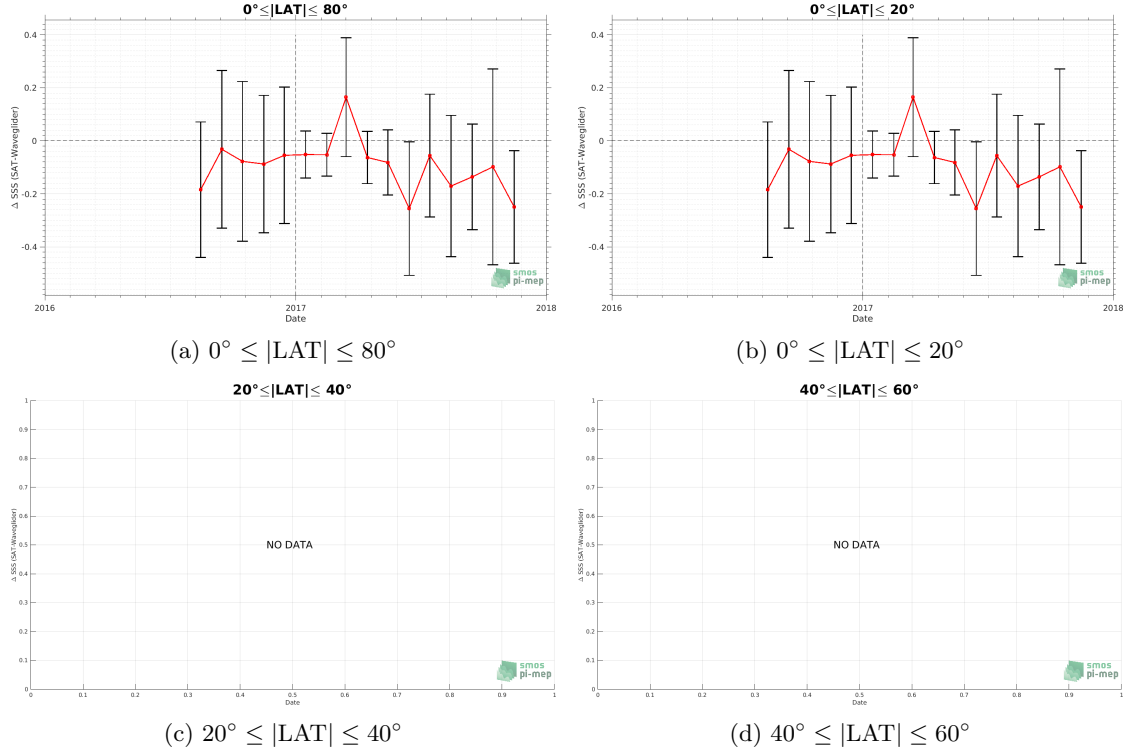 0°≤|LAT|≤ 80°
Δ SSS (SAT-Waveglider)
0.4
0.2
0
-0.2
-0.4
2016
2017
2018
Date
smos
pi-mep
(a) 0° ≤ |LAT| ≤ 80°
0°≤|LAT|≤ 20°
Δ SSS (SAT-Waveglider)
0.4
0.2
0
-0.2
-0.4
2016
2017
2018
Date
smos
pi-mep
(b) 0° ≤ |LAT| ≤ 20°
20°≤|LAT|≤ 40°
Δ SSS (SAT-Waveglider)
1
0.9
0.8
0.7
0.6
0.5
0.4
0.3
0.2
0.1
0
NO DATA
0 0.1 0.2 0.3 0.4 0.5 0.6 0.7 0.8 0.9 1
Date
smos
pi-mep
(c) 20° ≤ |LAT| ≤ 40°
40°≤|LAT|≤ 60°
Δ SSS (SAT-Waveglider)
1
0.9
0.8
0.7
0.6
0.5
0.4
0.3
0.2
0.1
0
NO DATA
0 0.1 0.2 0.3 0.4 0.5 0.6 0.7 0.8 0.9 1
Date
smos
pi-mep
(d) 40° ≤ |LAT| ≤ 60°